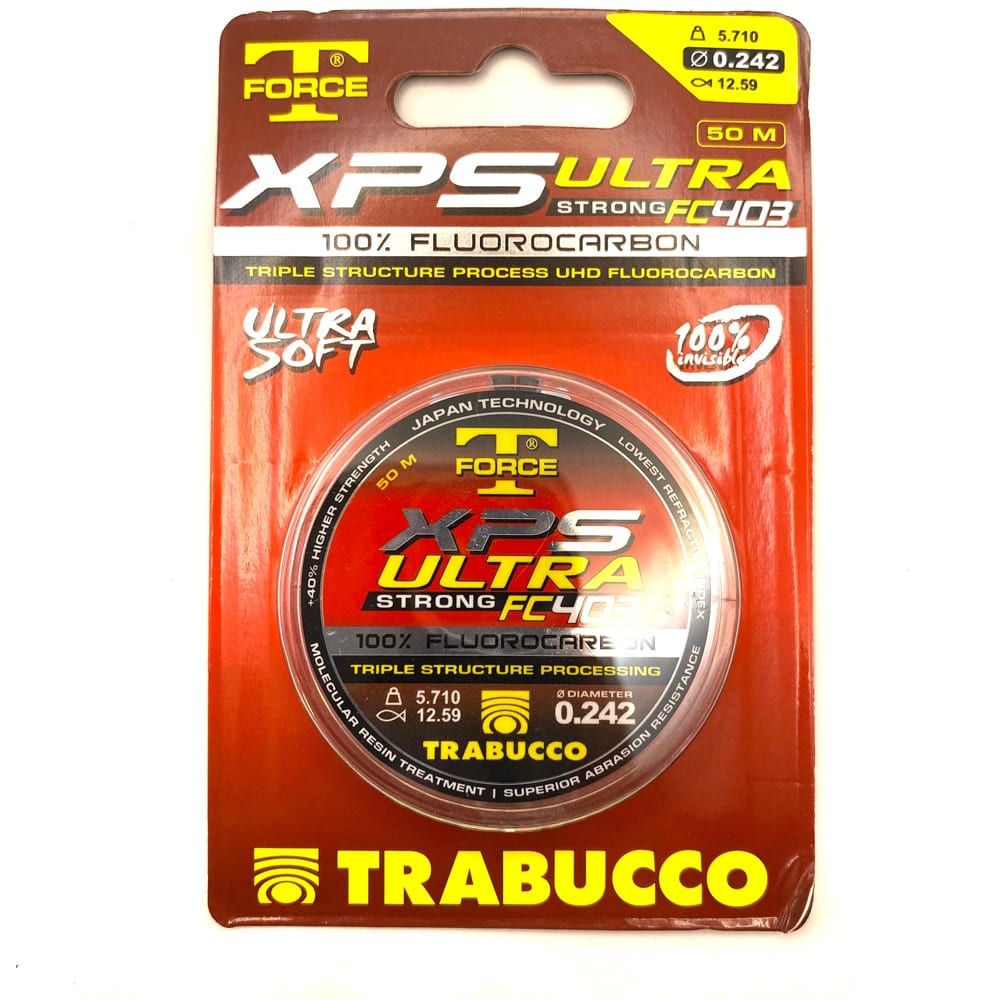 T®
FORCE
5.710
Ø 0.242
12.59
50 M
XPS ULTRA
STRONG FC403
100% FLUOROCARBON
TRIPLE STRUCTURE PROCESS UHD FLUOROCARBON
ULTRA
SOFT
100%
invisible
JAPAN TECHNOLOGY
+40% HIGHER STRENGTH
LOWEST REFRACTION INDEX
50 M
T®
FORCE
XPS
ULTRA
STRONG FC403
100% FLUOROCARBON
TRIPLE STRUCTURE PROCESSING
5.710
12.59
Ø DIAMETER
0.242
TRABUCCO
MOLECULAR RESIN TREATMENT | SUPERIOR ABRASION RESISTANCE
TRABUCCO